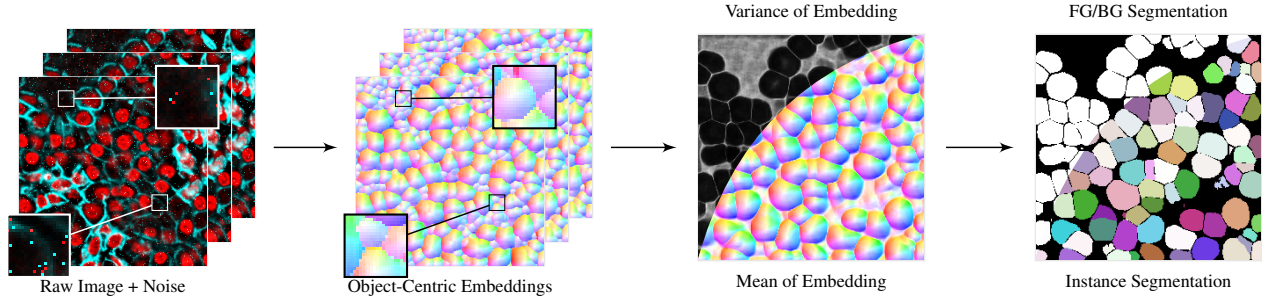 Variance of Embedding
FG/BG Segmentation
Raw Image + Noise
Object-Centric Embeddings
Mean of Embedding
Instance Segmentation